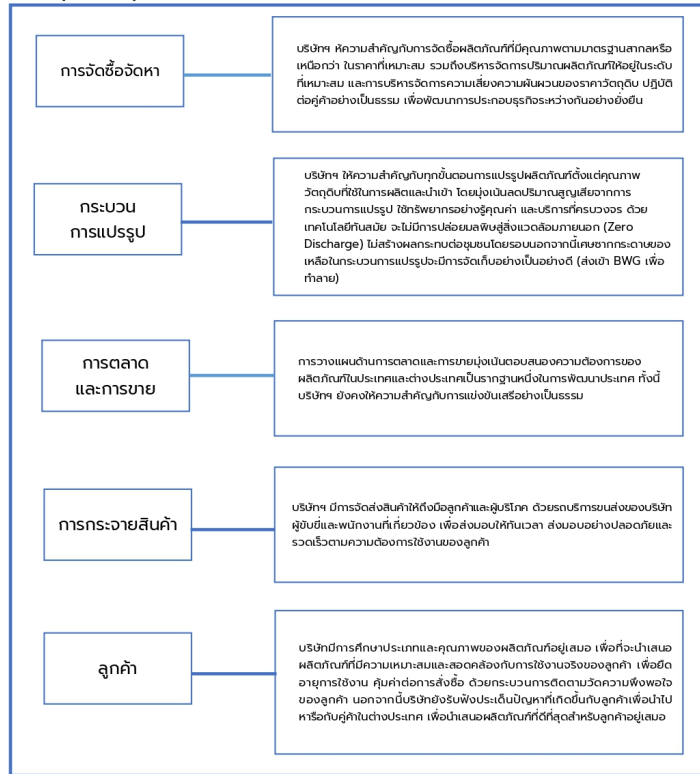 การจัดซื้อจัดหา
บริษัทฯ ห้ความสำคัญกับการจัดซื้อผลิตภัณฑ์ที่มีคุณภาพตามมาตรฐานสากลหรือ
เหนือกว่า ในราคาที่เหมาะสม รวมถึงบริหารจัดการปริมาณผลิตภัณฑ์ให้อยู่ในระดับ
ที่เหมาะสม และการบริหารจัดการความเสี่ยงความผันผวนของราคาวัตถุดิบ ปฏิบัติ
ต่อคู่ค้าอย่างเป็นธรรม เพื่อพัฒนาการประกอบธุรกิจระหว่างกันอย่างยั่งยืน
กระบวน
การแปรรูป
บริษัทฯ ให้ความสำคัญกับทุกขั้นตอนการแปรรูปผลิตภัณฑ์ตั้งแต่คุณภาพ
วัตถุดิบที่ใช้ในการผลิตและนำเข้า โดยมุ่งเน้นลดปริมาณสูญเสียจากการ
กระบวนการแปรรูป ใช้ทรัพยากรอย่างรู้คุณค่า และบริการที่ครบวงจร ด้วย
เทคโนโลยีทันสมัย จะไม่มีการปล่อยมลพิษสู่สิ่งแวดล้อมภายนอก (Zero
Discharge) ไม่สร้างผลกระทบต่อชุมชนโดยรอบนอกจากนี้เศษซากกระดาบของ
เหลือในกระบวนการแปรรูปจะมีการจัดเก็บอย่างเป็นอย่างดี (ส่งเข้า BWG เพื่อ
ทำลาย)
การตลาด
และการขาย
การวางแผนด้านการตลาดและการขายมุ่งเน้นตอบสนองความต้องการของ
ผลิตภัณฑ์ในประเทศและต่างประเทศเป็นรากฐานหนึ่งในการพัฒนาประเทศ ทั้งนี้
บริษัทฯ ยังคงให้ความสำคัญกับการแข่งขันเสรีอย่างเป็นธรรม
การกระจายสินค้า
บริษัทฯ มีการจัดส่งสินค้าให้ถึงมือลูกค้าและผู้บริโภค ด้วยรถบริการขนส่งของบริษัท
ผู้ขับขี่และพนักงานที่เกี่ยวข้อง เพื่อส่งมอบให้ทันเวลา ส่งมอบอย่างปลอดภัยและ
รวดเร็วตามความต้องการใช้งานของลูกค้า
ลูกค้า
บริษัทมีการศึกษาประเภทและคุณภาพของผลิตภัณฑ์อยู่เสมอ เพื่อที่จะนำเสนอ
ผลิตภัณฑ์ที่มีความเหมาะสมและสอดคล้องกับการใช้งานจริงของลูกค้า เพื่อยืด
อายุการใช้งาน คุ้มค่าต่อการสั่งซื้อ ด้วยกระบวนการติดตามวัดความพึงพอใจ
ของลูกค้า นอกจากนี้บริษัทยังรับฟังประเด็นปัญหาที่เกิดขึ้นกับลูกค้าเพื่อนำไป
หารือกับคู่ค้าในต่างประเทศ เพื่อนำเสนอผลิตภัณฑ์ที่ดีที่สุดสำหรับลูกค้าอยู่เสมอ